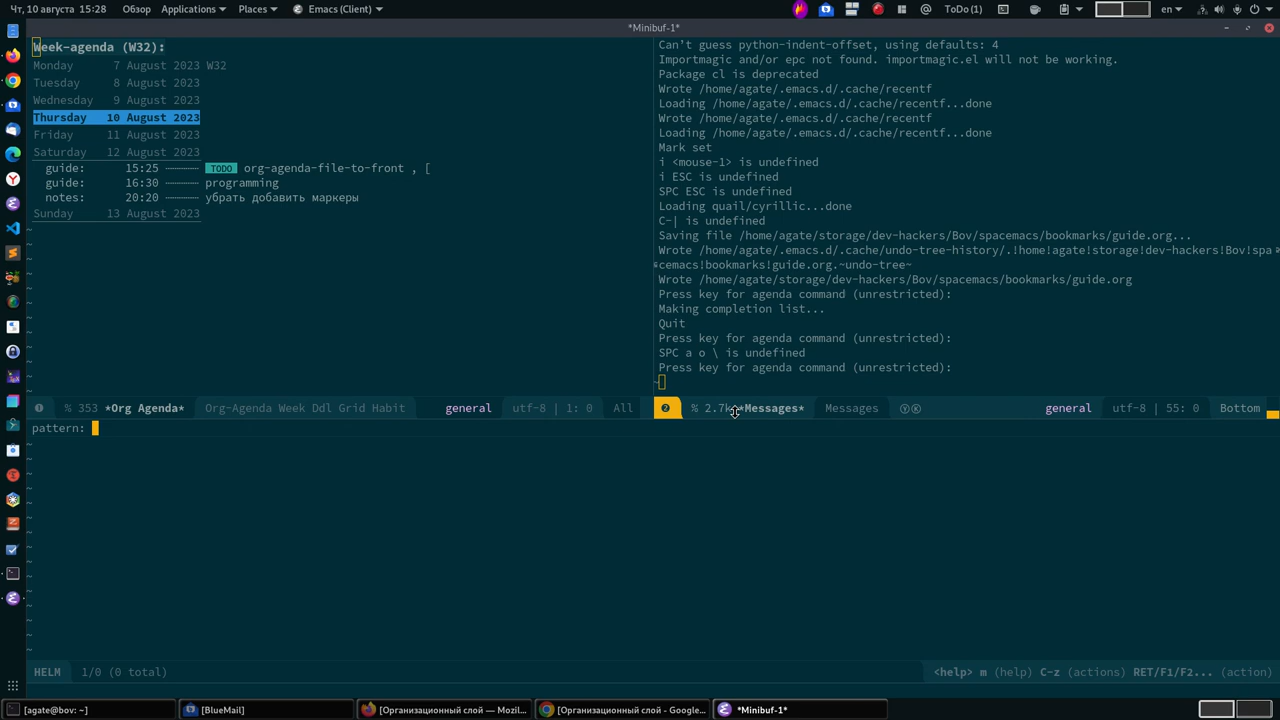 Чт, 10 августа 15:28 Обзор Applications Places Emacs (Client) ToDo (1) en
*Minibuf-1*
Week-agenda (W32):
Monday 7 August 2023 W32
Tuesday 8 August 2023
Wednesday 9 August 2023
Thursday 10 August 2023
Friday 11 August 2023
Saturday 12 August 2023
guide: 15:25 ┄┄┄┄┄ TODO org-agenda-file-to-front , [
guide: 16:30 ┄┄┄┄┄ programming
notes: 20:20 ┄┄┄┄┄ убрать добавить маркеры
Sunday 13 August 2023
Can't guess python-indent-offset, using defaults: 4
Importmagic and/or epc not found. importmagic.el will not be working.
Package cl is deprecated
Wrote /home/agate/.emacs.d/.cache/recentf
Loading /home/agate/.emacs.d/.cache/recentf...done
Wrote /home/agate/.emacs.d/.cache/recentf
Loading /home/agate/.emacs.d/.cache/recentf...done
Mark set
i <mouse-1> is undefined
i ESC is undefined
SPC ESC is undefined
Loading quail/cyrillic...done
C-| is undefined
Saving file /home/agate/storage/dev-hackers/Bov/spacemacs/bookmarks/guide.org...
Wrote /home/agate/.emacs.d/.cache/undo-tree-history/.!home!agate!storage!dev-hackers!Bov!spa
cemacs!bookmarks!guide.org.~undo-tree~
Wrote /home/agate/storage/dev-hackers/Bov/spacemacs/bookmarks/guide.org
Press key for agenda command (unrestricted):
Making completion list...
Quit
Press key for agenda command (unrestricted):
SPC a o \ is undefined
Press key for agenda command (unrestricted):
❶ % 353 *Org Agenda* Org-Agenda Week Ddl Grid Habit general utf-8 | 1: 0 All
❷ % 2.7k *Messages* Messages ⓎⓀ general utf-8 | 55: 0 Bottom
pattern:
HELM 1/0 (0 total) <help> m (help) C-z (actions) RET/F1/F2... (action)
[agate@bov: ~] [BlueMail] [Организационный слой — Mozil... [Организационный слой - Google... *Minibuf-1*